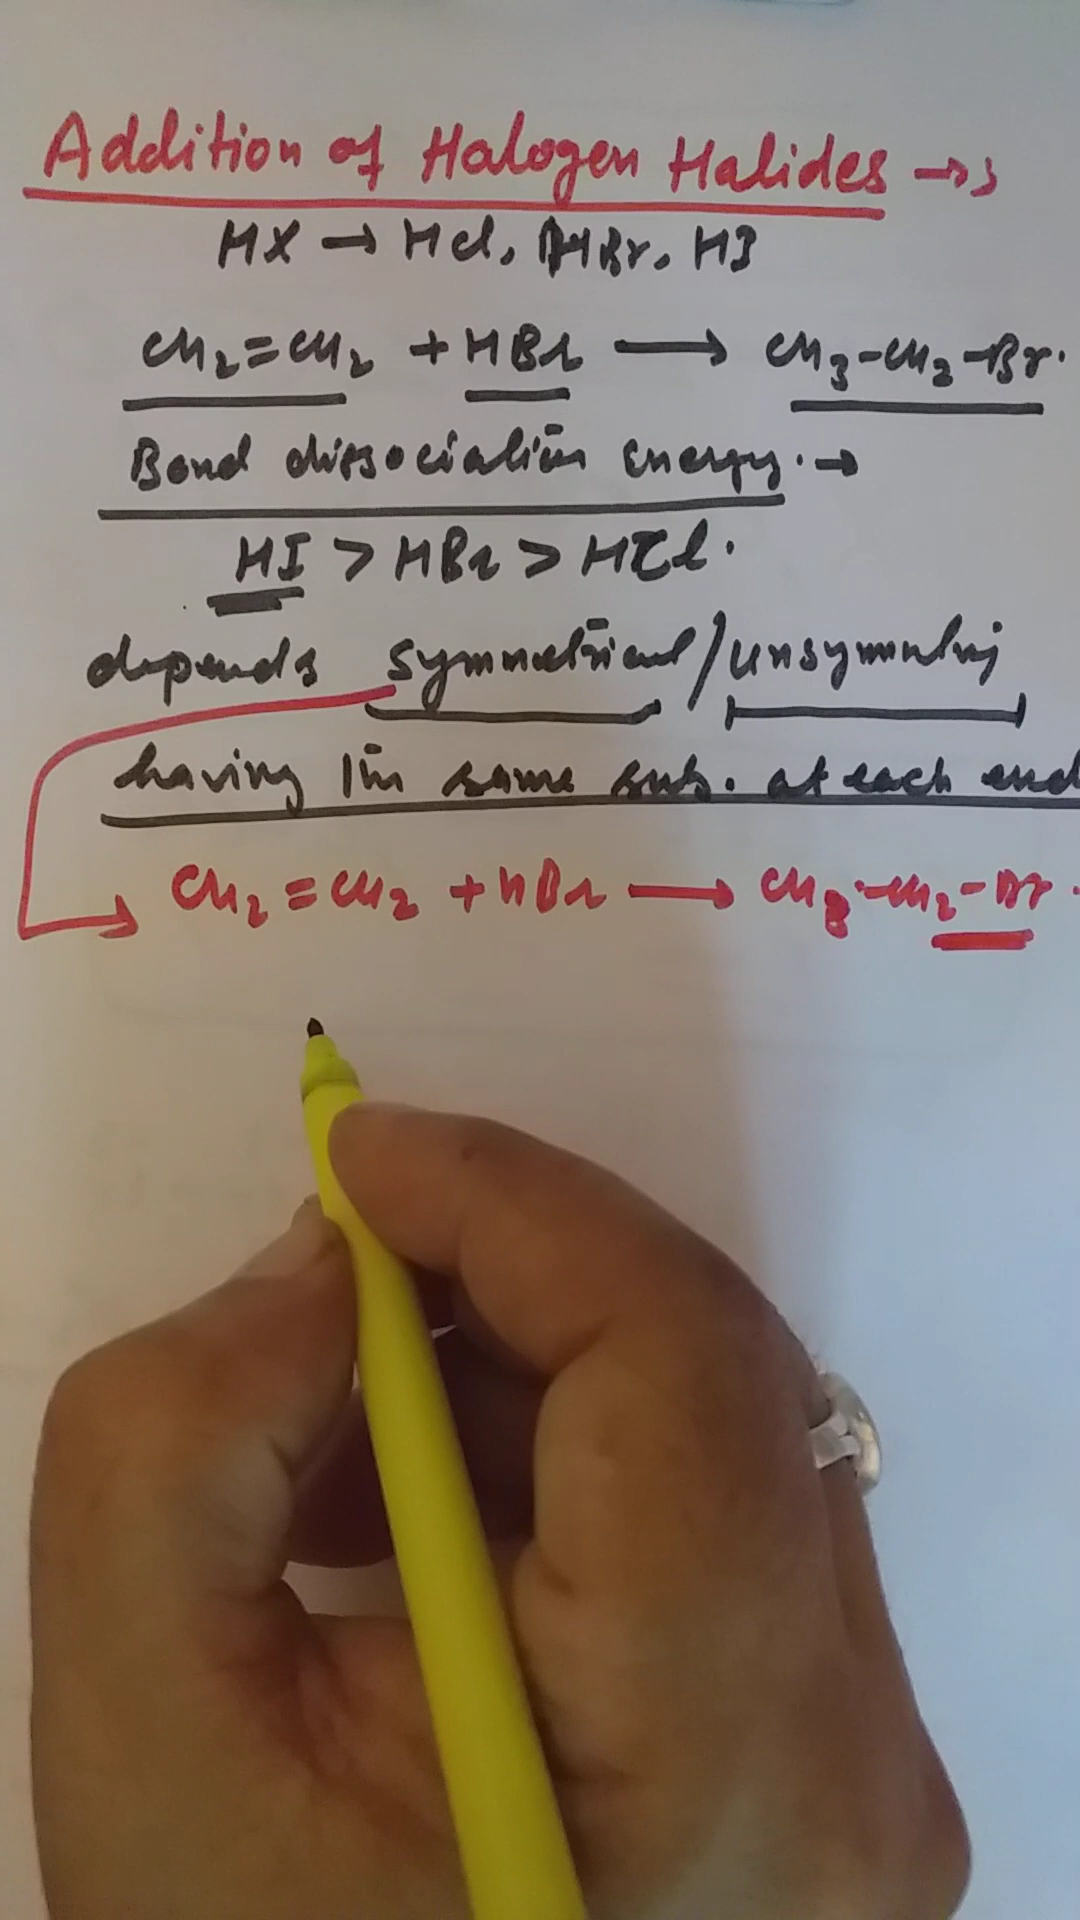 Addition of Halogen Halides →
HX → HCl, HBr, HI
CH2=CH2 + HBr → CH3-CH2-Br.
Bond dissociation energy. →
HI > HBr > HCl.
depends symmetrical/unsymmetri
having the same sub. at each end
CH2=CH2 + HBr → CH3-CH2-Br.